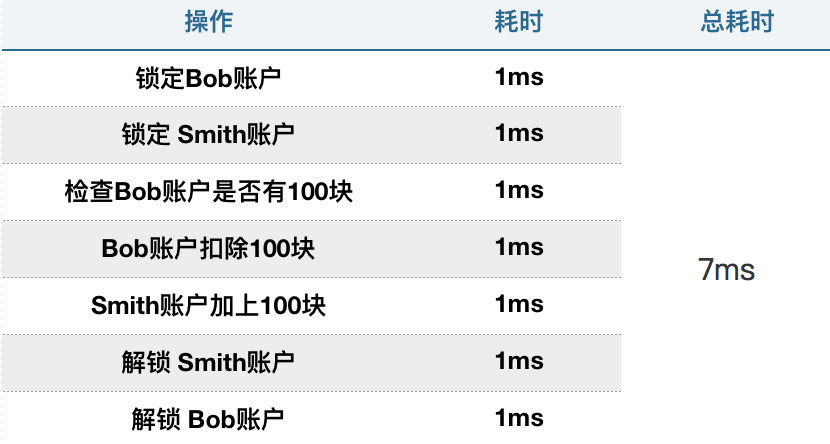 操作 耗时 总耗时
锁定Bob账户 1ms
锁定 Smith账户 1ms
检查Bob账户是否有100块 1ms
Bob账户扣除100块 1ms
7ms
Smith账户加上100块 1ms
解锁 Smith账户 1ms
解锁 Bob账户 1ms